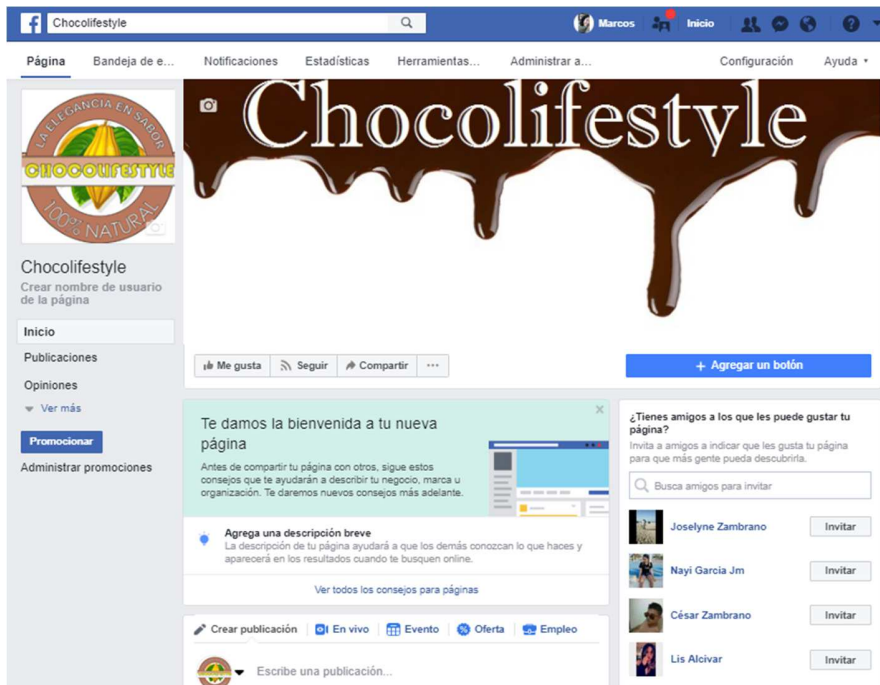 Chocolifestyle
Marcos
Inicio
Página
Bandeja de e...
Notificaciones
Estadísticas
Herramientas...
Administrar a...
Configuración
Ayuda
LA ELEGANCIA EN SABOR
CHOCOLIFESTYLE
100% NATURAL
Chocolifestyle
Chocolifestyle
Crear nombre de usuario
de la página
Inicio
Publicaciones
Opiniones
Ver más
Promocionar
Administrar promociones
Me gusta
Seguir
Compartir
...
+ Agregar un botón
Te damos la bienvenida a tu nueva
página
Antes de compartir tu página con otros, sigue estos
consejos que te ayudarán a describir tu negocio, marca u
organización. Te daremos nuevos consejos más adelante.
Agrega una descripción breve
La descripción de tu página ayudará a que los demás conozcan lo que haces y
aparecerá en los resultados cuando te busquen online.
Ver todos los consejos para páginas
Crear publicación
En vivo
Evento
Oferta
Empleo
Escribe una publicación...
¿Tienes amigos a los que les puede gustar tu
página?
Invita a amigos a indicar que les gusta tu página
para que más gente pueda descubrirla.
Busca amigos para invitar
Joselyne Zambrano
Invitar
Nayi Garcia Jm
Invitar
César Zambrano
Invitar
Lis Alcivar
Invitar